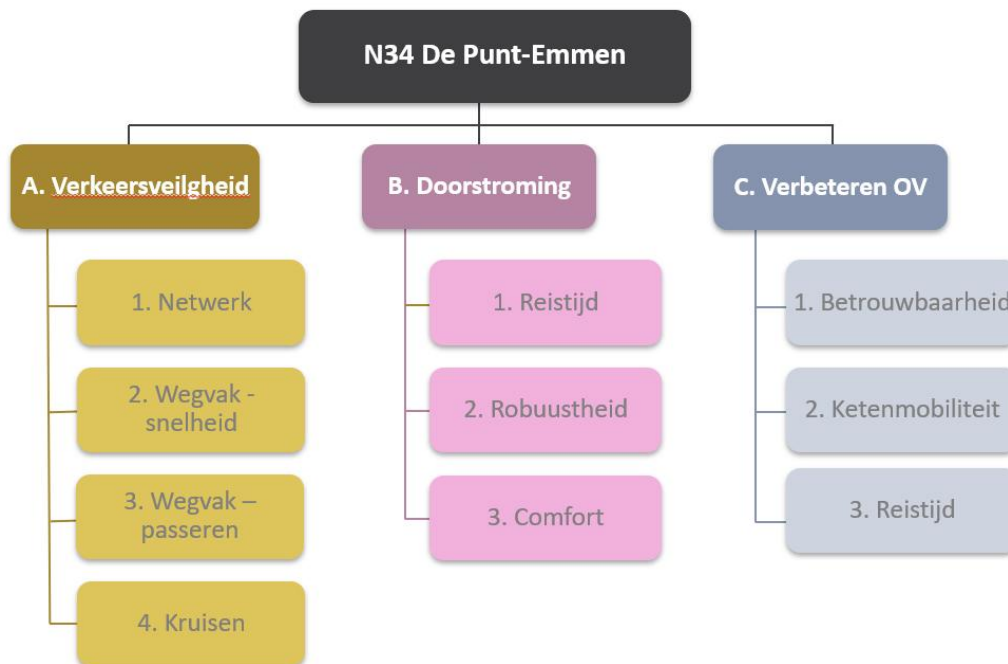 N34 De Punt-Emmen
A. Verkeersveilgheid
B. Doorstroming
C. Verbeteren OV
1. Netwerk
2. Wegvak -
snelheid
3. Wegvak –
passeren
4. Kruisen
1. Reistijd
2. Robuustheid
3. Comfort
1. Betrouwbaarheid
2. Ketenmobiliteit
3. Reistijd